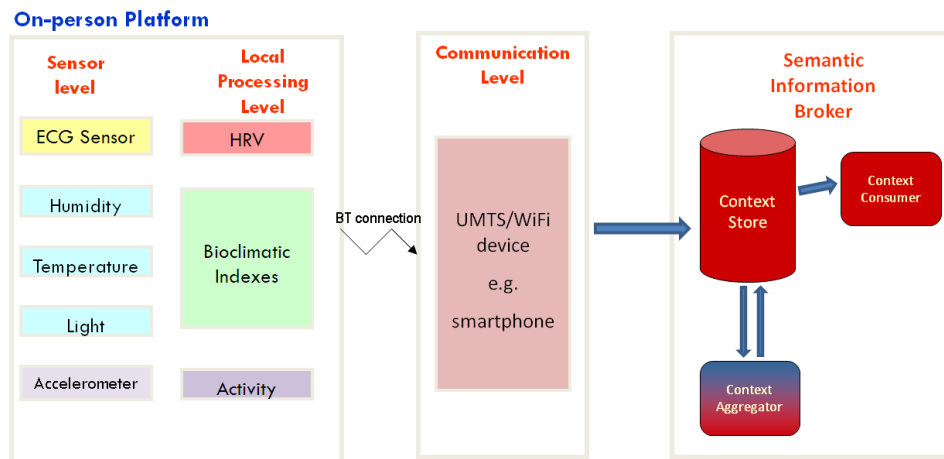 On-person Platform
Sensor
level
Local
Processing
Level
ECG Sensor
HRV
Humidity
Temperature
Light
Bioclimatic
Indexes
Accelerometer
Activity
BT connection
Communication
Level
UMTS/WiFi
device
e.g.
smartphone
Semantic
Information
Broker
Context
Store
Context
Consumer
Context
Aggregator